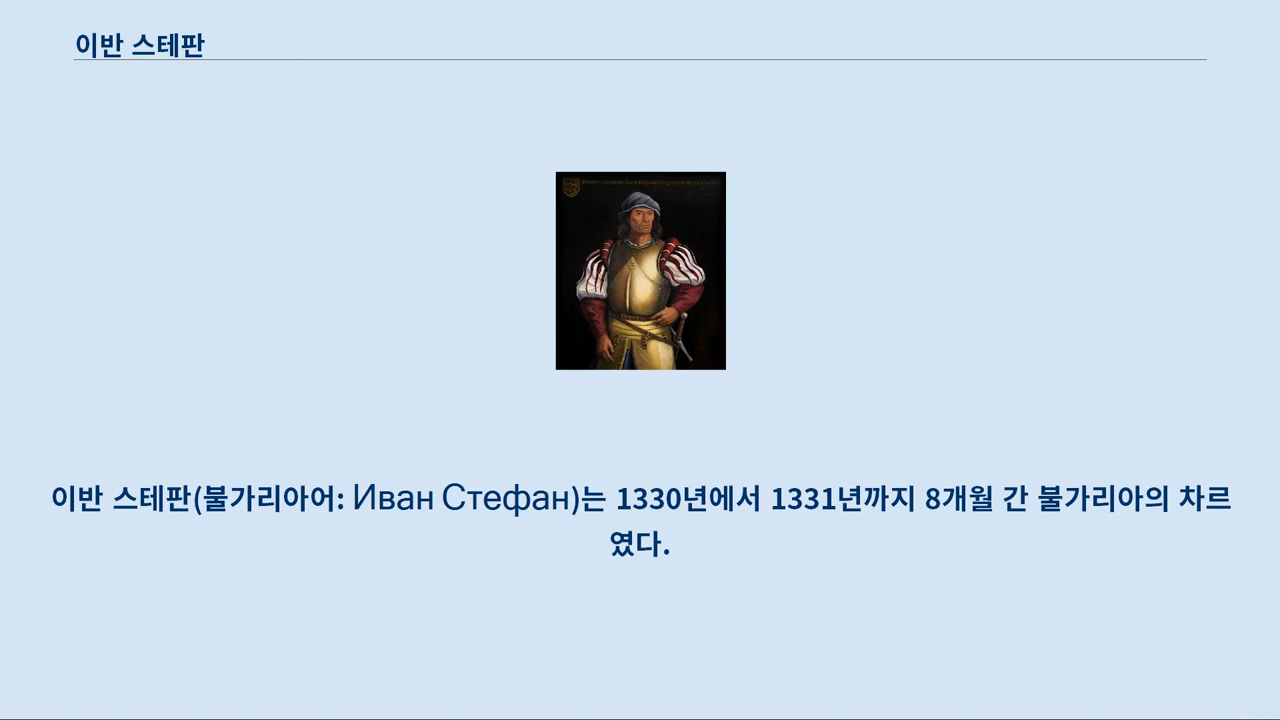 이반 스테판
이반 스테판(불가리아어: Иван Стефан)는 1330년에서 1331년까지 8개월 간 불가리아의 차르
였다.